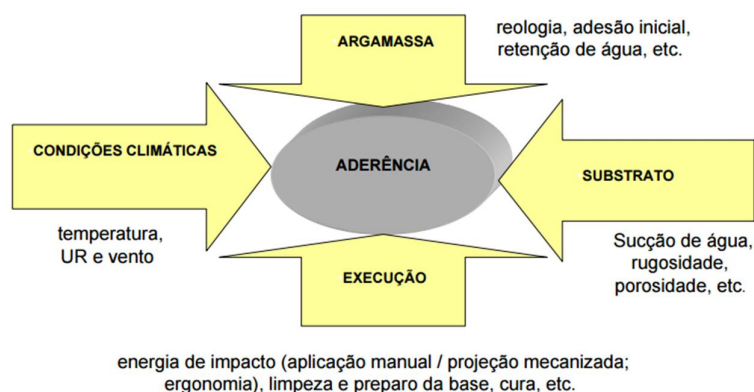 ARGAMASSA
reologia, adesão inicial,
retenção de água, etc.
CONDIÇÕES CLIMÁTICAS
temperatura,
UR e vento
ADERÊNCIA
SUBSTRATO
Sucção de água,
rugosidade,
porosidade, etc.
EXECUÇÃO
energia de impacto (aplicação manual / projeção mecanizada;
ergonomia), limpeza e preparo da base, cura, etc.